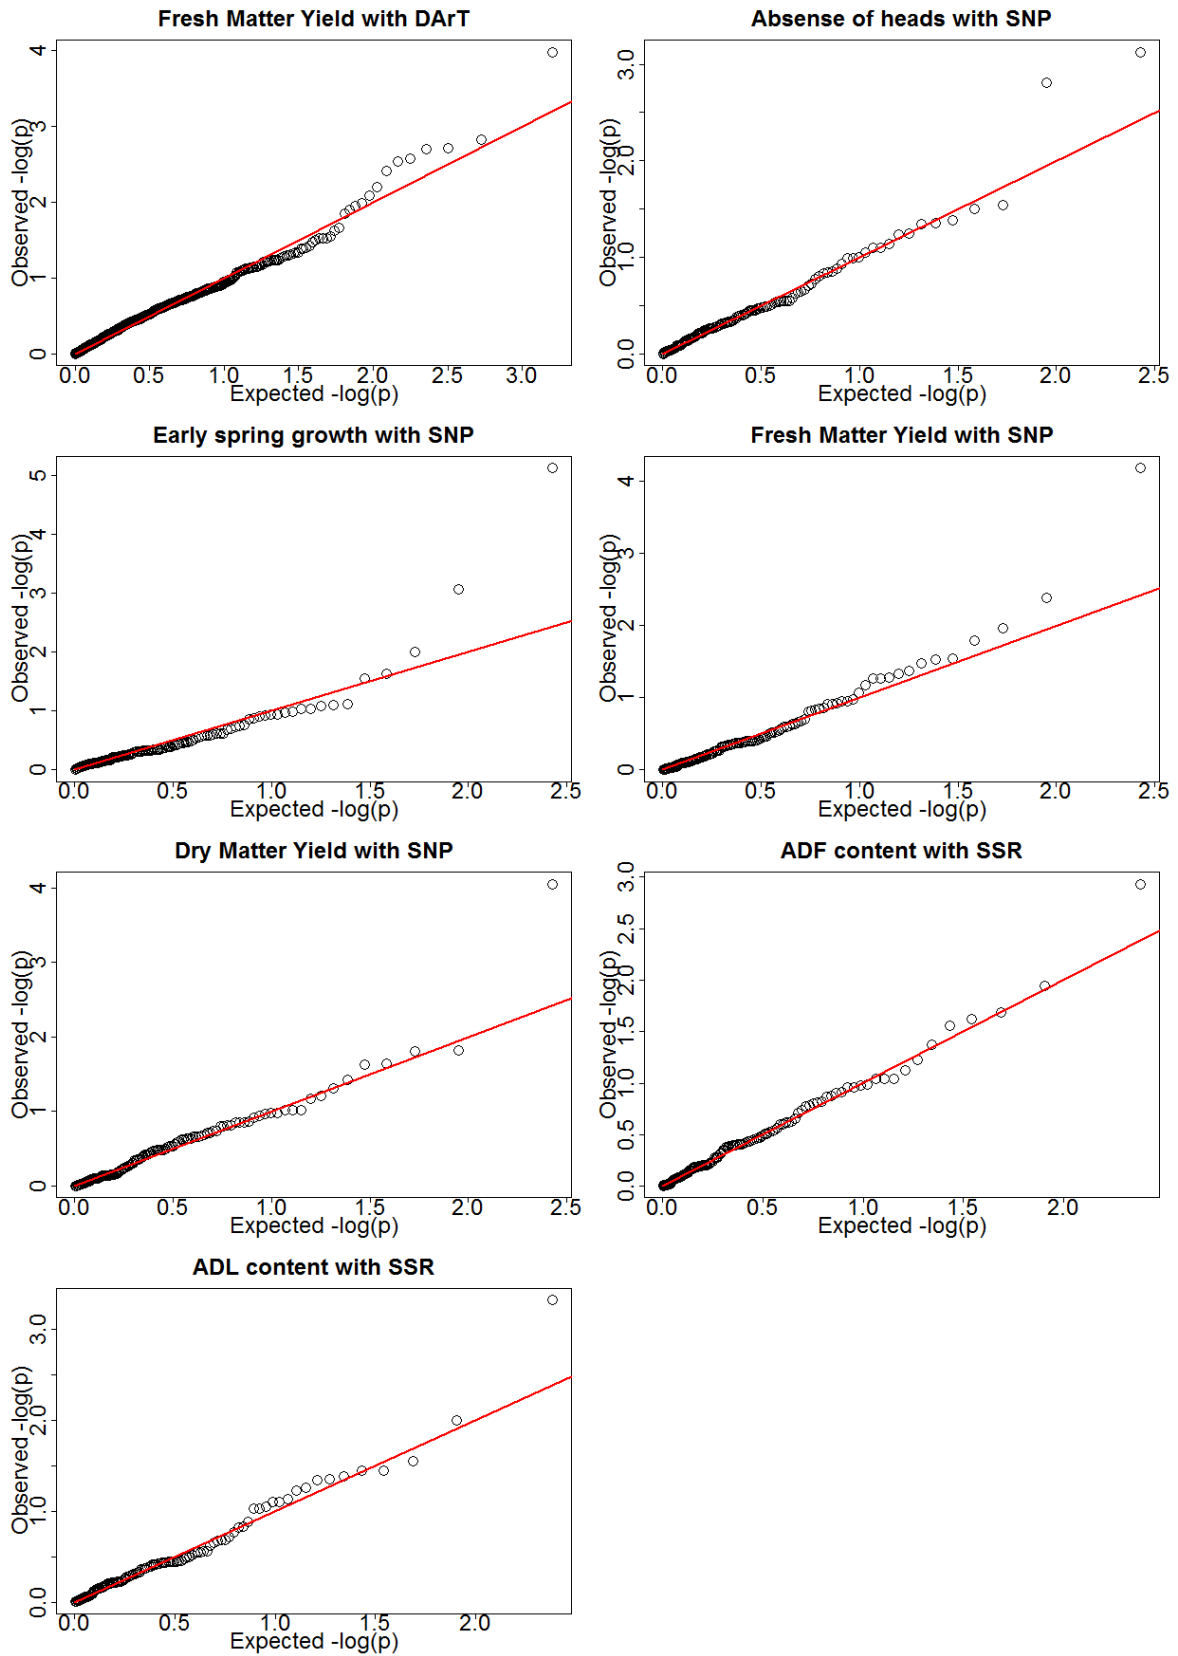 Fresh Matter Yield with DArT
Observed -log(p)
0 1 2 3 4
0.0 0.5 1.0 1.5 2.0 2.5 3.0
Expected -log(p)
Absense of heads with SNP
Observed -log(p)
0.0 1.0 2.0 3.0
0.0 0.5 1.0 1.5 2.0 2.5
Expected -log(p)
Early spring growth with SNP
Observed -log(p)
0 1 2 3 4 5
0.0 0.5 1.0 1.5 2.0 2.5
Expected -log(p)
Fresh Matter Yield with SNP
Observed -log(p)
0 1 2 3 4
0.0 0.5 1.0 1.5 2.0 2.5
Expected -log(p)
Dry Matter Yield with SNP
Observed -log(p)
0 1 2 3 4
0.0 0.5 1.0 1.5 2.0 2.5
Expected -log(p)
ADF content with SSR
Observed -log(p)
0.0 0.5 1.0 1.5 2.0 2.5 3.0
0.0 0.5 1.0 1.5 2.0
Expected -log(p)
ADL content with SSR
Observed -log(p)
0.0 1.0 2.0 3.0
0.0 0.5 1.0 1.5 2.0
Expected -log(p)